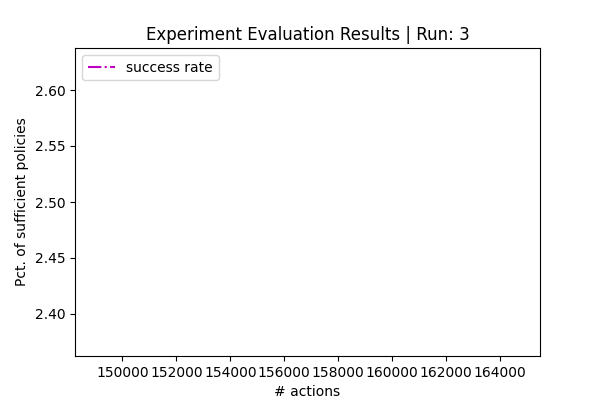 Experiment Evaluation Results | Run: 3
success rate
Pct. of sufficient policies
2.60
2.55
2.50
2.45
2.40
150000 152000 154000 156000 158000 160000 162000 164000
# actions